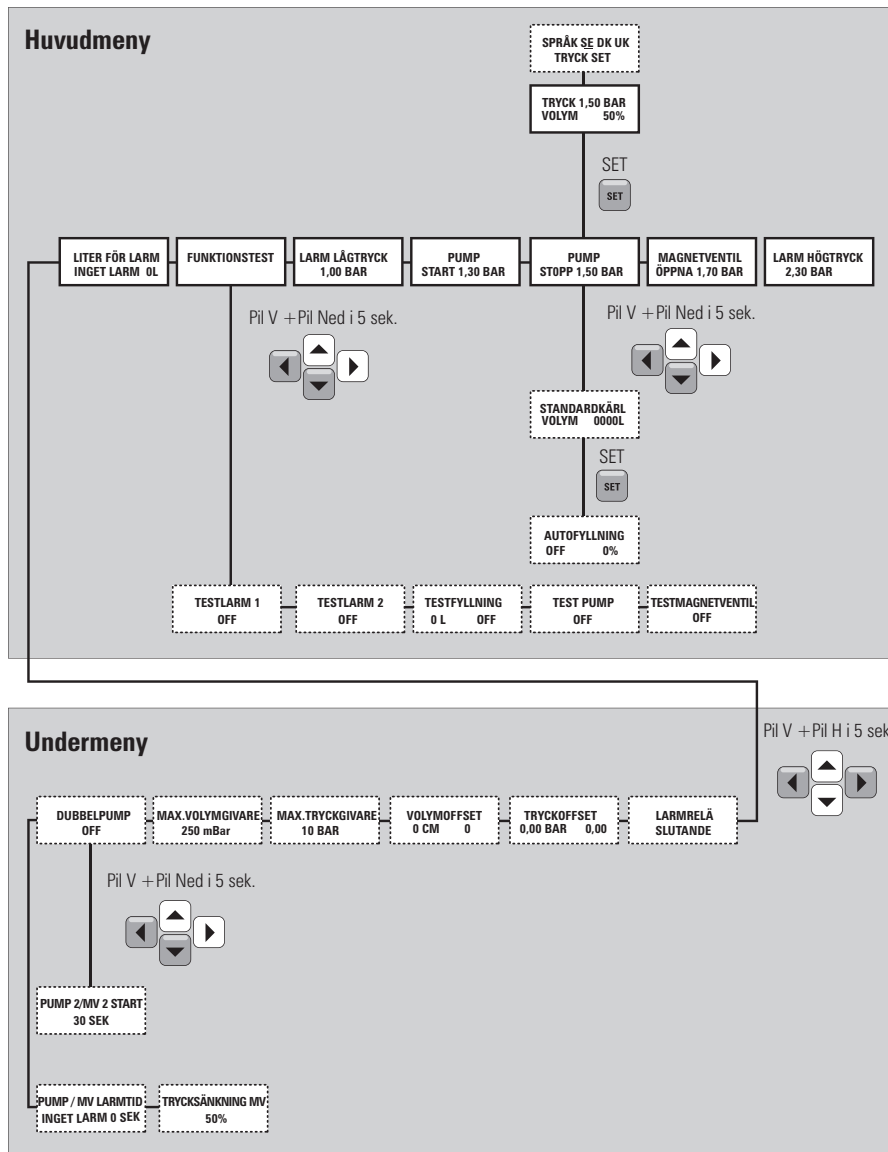 Huvudmeny
SPRÅK SE DK UK
TRYCK SET
TRYCK 1,50 BAR
VOLYM 50%
SET
SET
LITER FÖR LARM
INGET LARM 0L
FUNKTIONSTEST
LARM LÅGTRYCK
1,00 BAR
PUMP
START 1,30 BAR
PUMP
STOPP 1,50 BAR
MAGNETVENTIL
ÖPPNA 1,70 BAR
LARM HÖGTRYCK
2,30 BAR
Pil V + Pil Ned i 5 sek.
Pil V + Pil Ned i 5 sek.
STANDARDKÄRL
VOLYM 0000L
SET
SET
AUTOFYLLNING
OFF 0%
TESTLARM 1
OFF
TESTLARM 2
OFF
TESTFYLLNING
0 L OFF
TEST PUMP
OFF
TESTMAGNETVENTIL
OFF
Undermeny
Pil V + Pil H i 5 sek
DUBBELPUMP
OFF
MAX.VOLYMGIVARE
250 mBar
MAX.TRYCKGIVARE
10 BAR
VOLYMOFFSET
0 CM 0
TRYCKOFFSET
0,00 BAR 0,00
LARMRELÄ
SLUTANDE
Pil V + Pil Ned i 5 sek.
PUMP 2/MV 2 START
30 SEK
PUMP / MV LARMTID
INGET LARM 0 SEK
TRYCKSÄNKNING MV
50%